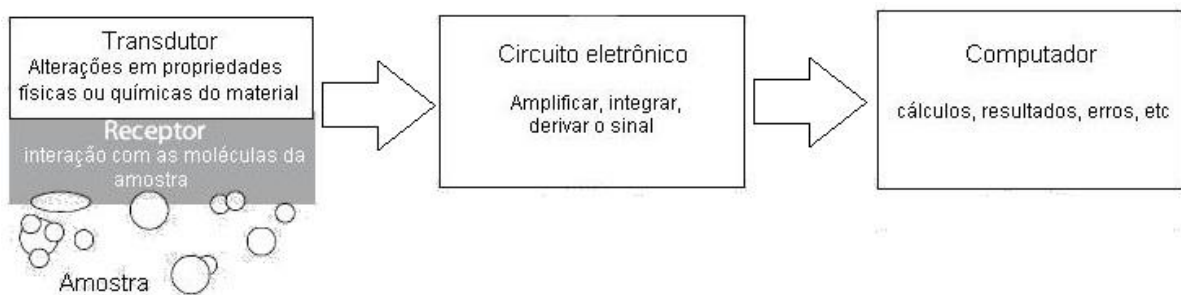 Transdutor
Alterações em propriedades
físicas ou químicas do material
Receptor
interação com as moléculas da
amostra
Amostra
Circuito eletrônico
Amplificar, integrar,
derivar o sinal
Computador
cálculos, resultados, erros, etc